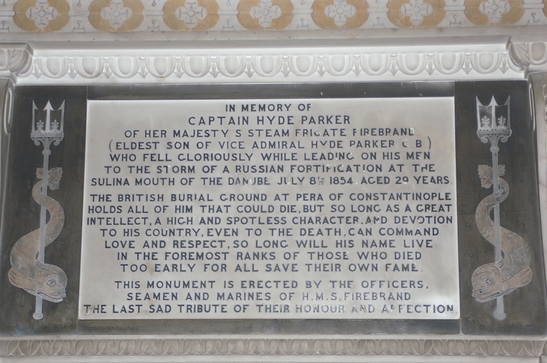 IN MEMORY OF
CAPTAIN HYDE PARKER
OF HER MAJESTY'S STEAM FRIGATE FIREBRAND
(ELDEST SON OF VICE ADMIRAL HYDE PARKER C B)
WHO FELL GLORIOUSLY WHILE LEADING ON HIS MEN
TO THE STORM OF A RUSSIAN FORTIFICATION AT THE
SULINA MOUTH OF THE DANUBE JULY 8TH 1854 AGED 29 YEARS.
THE BRITISH BURIAL GROUND AT PERA OF CONSTANTINOPLE
HOLDS ALL OF HIM THAT COULD DIE, BUT SO LONG AS A GREAT
INTELLECT, A HIGH AND SPOTLESS CHARACTER, AND DEVOTION
TO HIS COUNTRY, EVEN TO THE DEATH, CAN COMMAND
LOVE AND RESPECT, SO LONG WILL HIS NAME LIVE
IN THE FOREMOST RANKS OF THOSE WHO DIED
TOO EARLY FOR ALL SAVE THEIR OWN FAME.
THIS MONUMENT IS ERECTED BY THE OFFICERS,
SEAMEN AND MARINES OF H.M.S. FIREBRAND
THE LAST SAD TRIBUTE OF THEIR HONOUR AND AFFECTION.